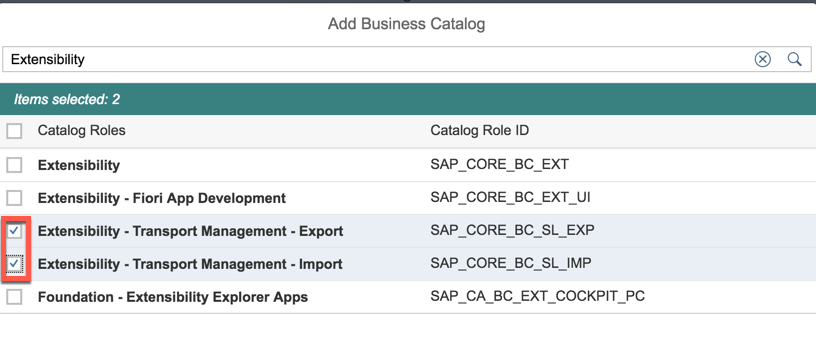 Add Business Catalog
Extensibility
Items selected: 2
Catalog Roles Catalog Role ID
Extensibility SAP_CORE_BC_EXT
Extensibility - Fiori App Development SAP_CORE_BC_EXT_UI
Extensibility - Transport Management - Export SAP_CORE_BC_SL_EXP
Extensibility - Transport Management - Import SAP_CORE_BC_SL_IMP
Foundation - Extensibility Explorer Apps SAP_CA_BC_EXT_COCKPIT_PC